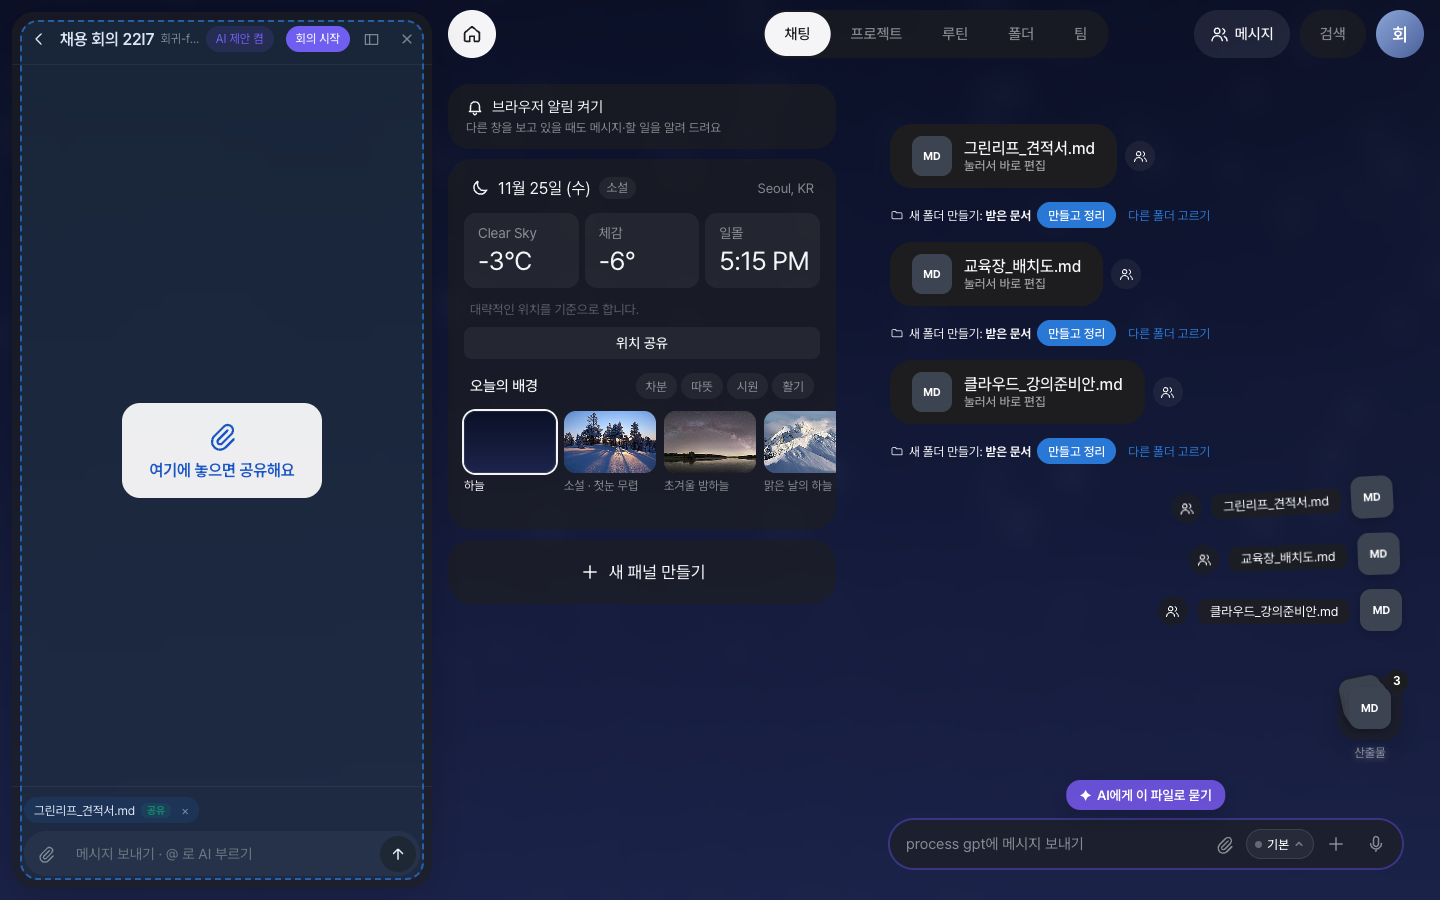 채용 회의 22I7 회귀-f... AI 제안 컴 회의 시작
여기에 놓으면 공유해요
그린리프_견적서.md 공유 ×
메시지 보내기 · @ 로 AI 부르기
채팅 프로젝트 루틴 폴더 팀
메시지 검색 회
브라우저 알림 켜기
다른 창을 보고 있을 때도 메시지·할 일을 알려 드려요
11월 25일 (수) 소설 Seoul, KR
Clear Sky 체감 일몰
-3°C -6° 5:15 PM
대략적인 위치를 기준으로 합니다.
위치 공유
오늘의 배경 차분 따뜻 시원 활기
하늘 소설 · 첫눈 무렵 초겨울 밤하늘 맑은 날의 하늘
새 패널 만들기
MD 그린리프_견적서.md
눌러서 바로 편집
새 폴더 만들기: 받은 문서 만들고 정리 다른 폴더 고르기
MD 교육장_배치도.md
눌러서 바로 편집
새 폴더 만들기: 받은 문서 만들고 정리 다른 폴더 고르기
MD 클라우드_강의준비안.md
눌러서 바로 편집
새 폴더 만들기: 받은 문서 만들고 정리 다른 폴더 고르기
그린리프_견적서.md MD
교육장_배치도.md MD
클라우드_강의준비안.md MD
3
MD
산출물
AI에게 이 파일로 묻기
process gpt에 메시지 보내기 기본